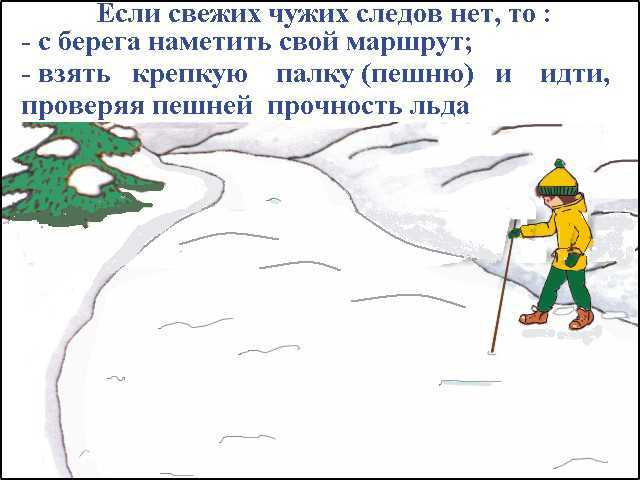 Если свежих чужих следов нет, то :
- с берега наметить свой маршрут;
- взять крепкую палку (пешню) и идти,
проверяя пешней прочность льда